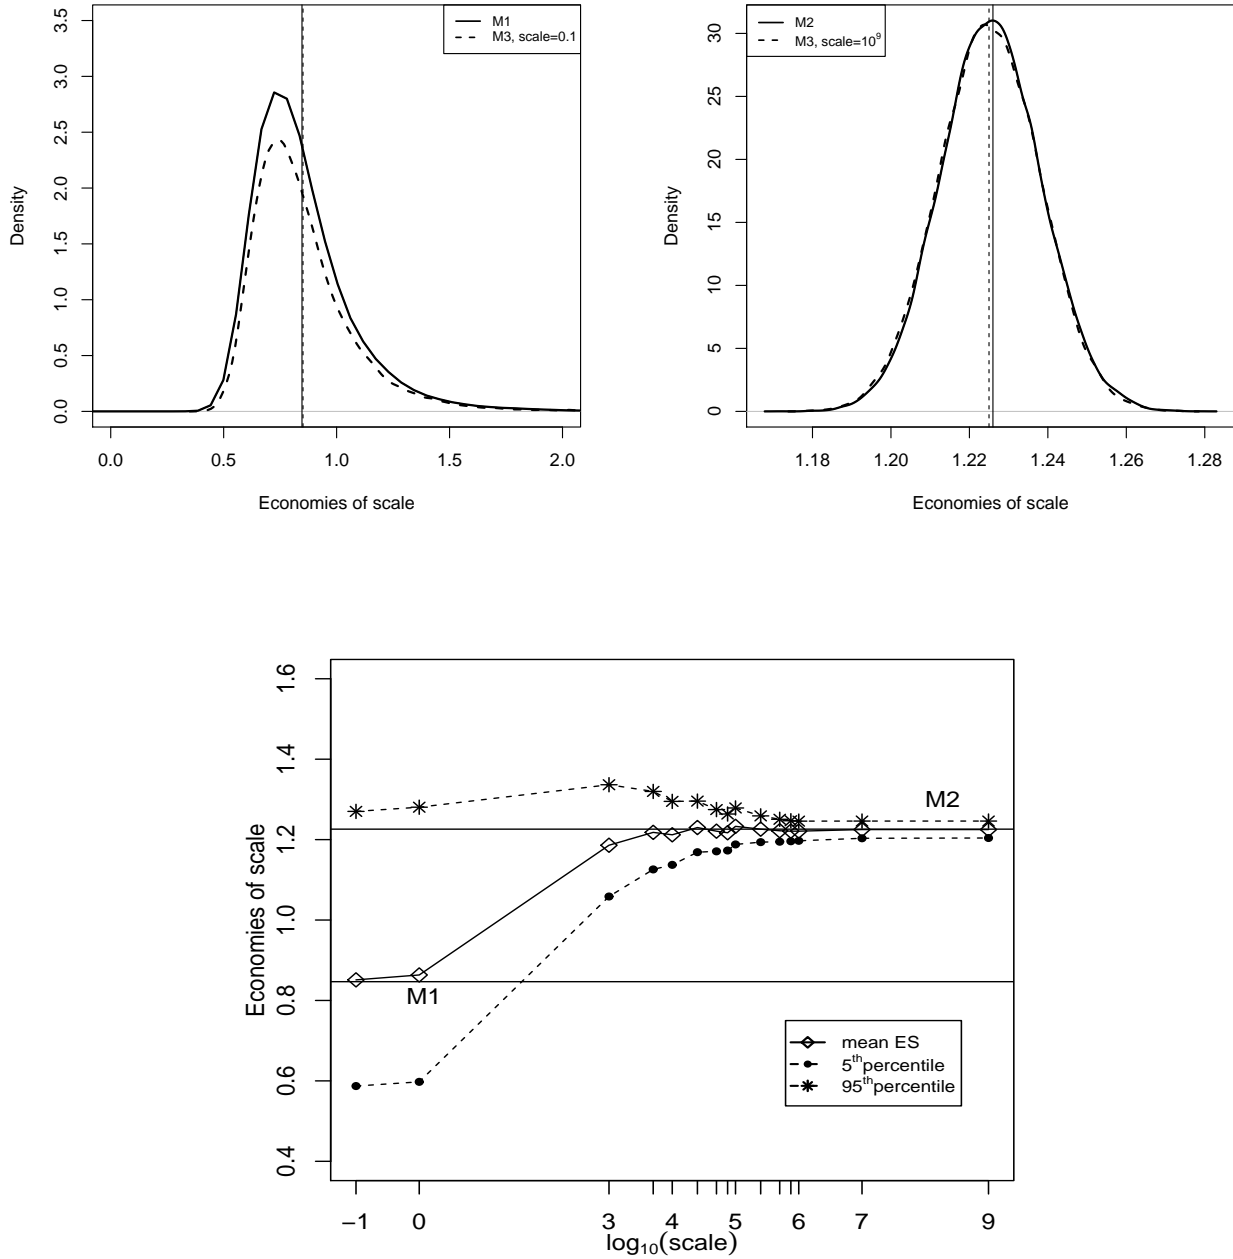 M1
M3, scale=0.1
3.5
3.0
2.5
2.0
1.5
1.0
0.5
0.0
Density
0.0 0.5 1.0 1.5 2.0
Economies of scale
M2
M3, scale=10⁹
30
25
20
15
10
5
0
Density
1.18 1.20 1.22 1.24 1.26 1.28
Economies of scale
1.6
1.4
1.2
1.0
0.8
0.6
0.4
Economies of scale
M2
M1
mean ES
5ᵗʰpercentile
95ᵗʰpercentile
−1 0 3 4 5 6 7 9
log₁₀(scale)